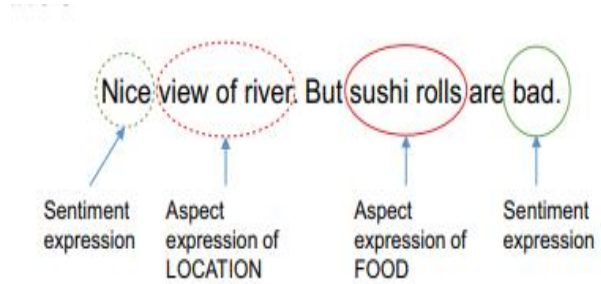 Nice view of river. But sushi rolls are bad.
Sentiment expression
Aspect expression of LOCATION
Aspect expression of FOOD
Sentiment expression